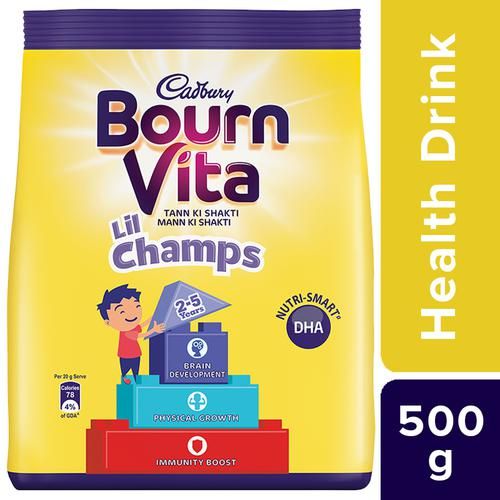 Cadbury
Bourn
Vita
TANN KI SHAKTI
MANN KI SHAKTI
Lil
Champs
2-5
Years
NUTRI-SMART
DHA
BRAIN
DEVELOPMENT
Per 20 g Serve
Calories
78
4%
of GDA*
PHYSICAL GROWTH
IMMUNITY BOOST
Health Drink
500
g